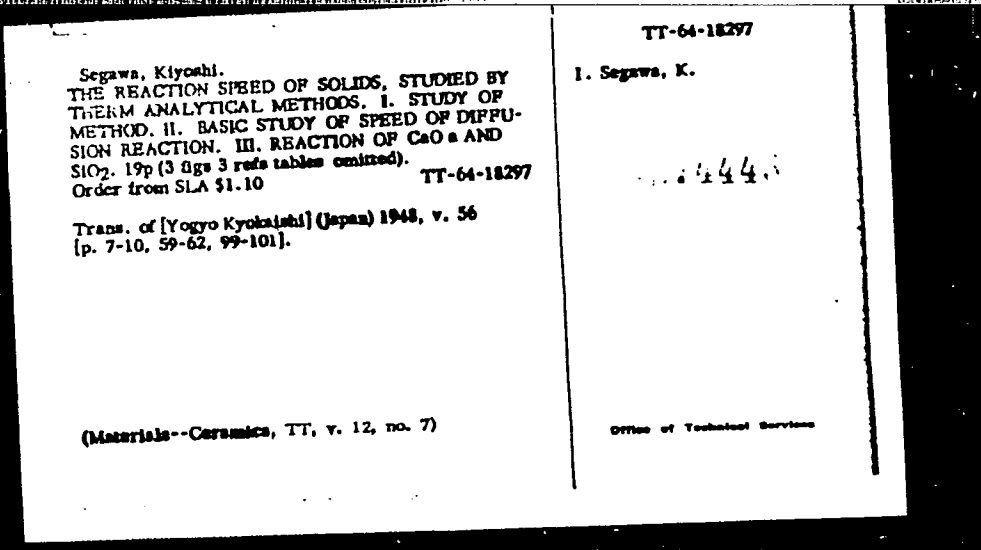 TT-64-18297
Segawa, Kiyoshi.
THE REACTION SPEED OF SOLIDS, STUDIED BY
THERM ANALYTICAL METHODS. I. STUDY OF
METHOD. II. BASIC STUDY OF SPEED OF DIFFU-
SION REACTION. III. REACTION OF CaO a AND
SiO2. 19p (3 figs 3 refs tables omitted).
Order from SLA $1.10 TT-64-18297
Trans. of [Yogyo Kyokaishi] (Japan) 1948, v. 56
[p. 7-10, 59-62, 99-101].
(Materials--Ceramics, TT, v. 12, no. 7)
I. Segawa, K.
Office of Technical Services